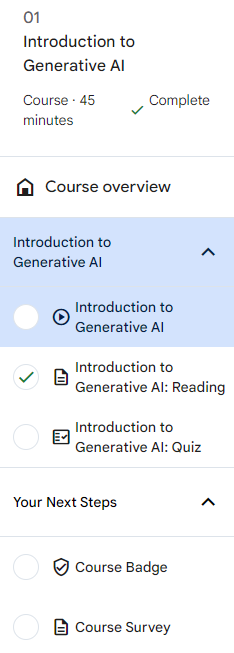 01
Introduction to
Generative AI
Course · 45
minutes
Complete
Course overview
Introduction to
Generative AI
Introduction to
Generative AI
Introduction to
Generative AI: Reading
Introduction to
Generative AI: Quiz
Your Next Steps
Course Badge
Course Survey